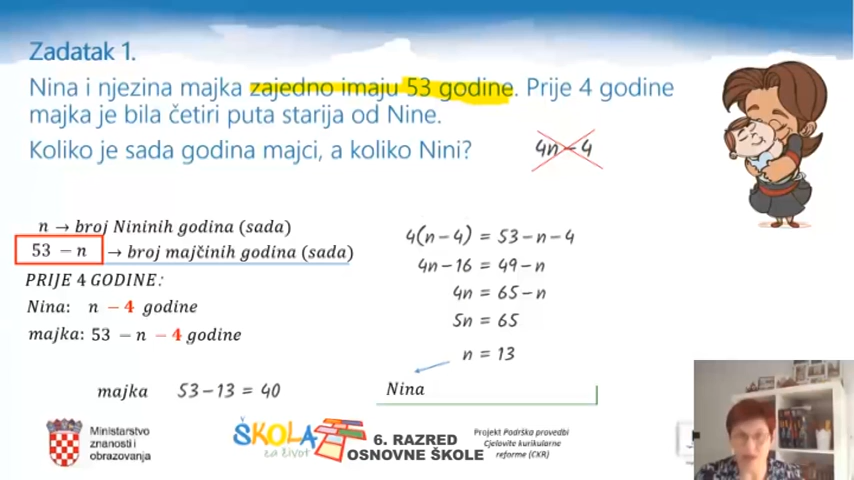 Zadatak 1.
Nina i njezina majka zajedno imaju 53 godine. Prije 4 godine
majka je bila četiri puta starija od Nine.
Koliko je sada godina majci, a koliko Nini?
4n − 4
n → broj Nininih godina (sada)
53 − n → broj majčinih godina (sada)
PRIJE 4 GODINE:
Nina: n − 4 godine
majka: 53 − n − 4 godine
4(n−4) = 53−n−4
4n−16 = 49−n
4n = 65−n
5n = 65
n = 13
majka 53−13 = 40
Nina
Ministarstvo
znanosti i
obrazovanja
ŠKOLA
za život
6. RAZRED
OSNOVNE ŠKOLE
Projekt Podrška provedbi
Cjelovite kurikularne
reforme (CKR)